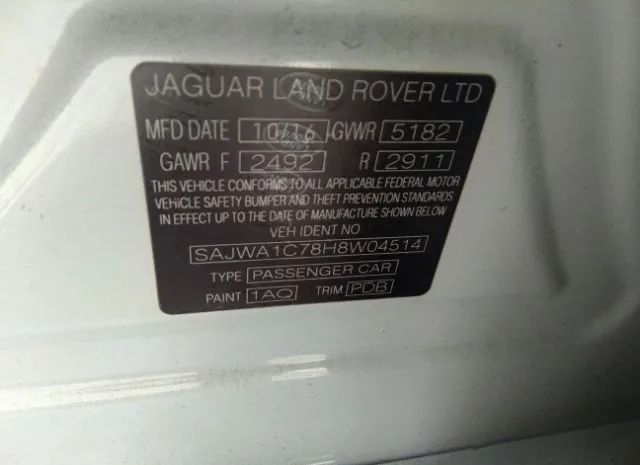 JAGUAR LAND ROVER LTD
MFD DATE 10/16 GVWR 5182
GAWR F 2492 R 2911
THIS VEHICLE CONFORMS TO ALL APPLICABLE FEDERAL MOTOR
VEHICLE SAFETY BUMPER AND THEFT PREVENTION STANDARDS
IN EFFECT UP TO THE DATE OF MANUFACTURE SHOWN BELOW
VEH IDENT NO
SAJWA1C78H8W04514
TYPE PASSENGER CAR
PAINT 1AQ TRIM PDB